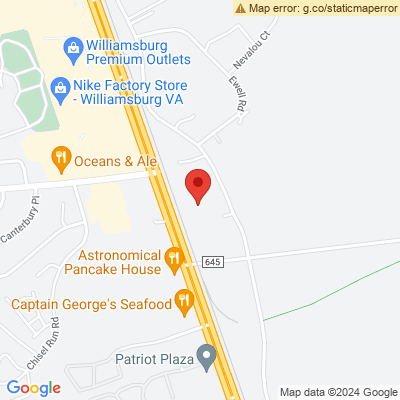 Map error: g.co/staticmaperror
Nevalou Ct
Williamsburg
Premium Outlets
Ewell Rd
Nike Factory Store
- Williamsburg VA
Oceans & Ale
Canterbury Pl
Astronomical
Pancake House
645
Captain George's Seafood
Chisel Run Rd
Patriot Plaza
Google
Map data ©2024 Google